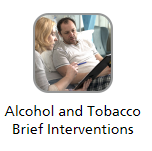 Alcohol and Tobacco
Brief Interventions